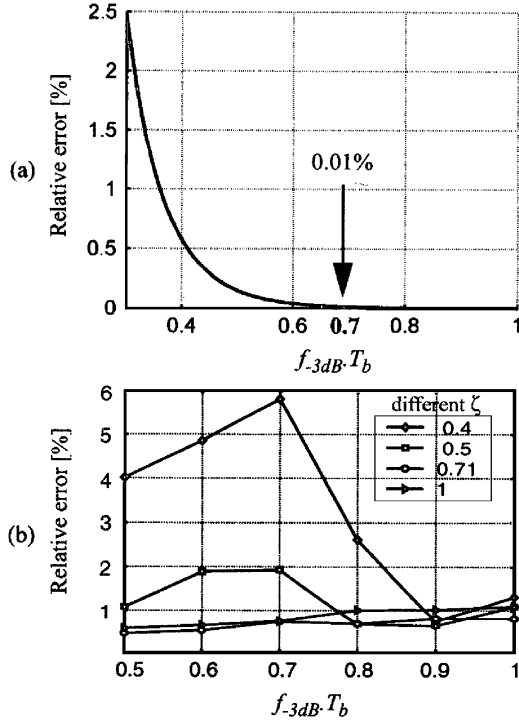 2.5
2
1.5
1
0.5
0
Relative error [%]
(a)
0.01%
0.4 0.6 0.7 0.8 1
f-3dB.Tb
6
5
4
3
2
1
Relative error [%]
(b)
different ζ
0.4
0.5
0.71
1
0.5 0.6 0.7 0.8 0.9 1
f-3dB.Tb